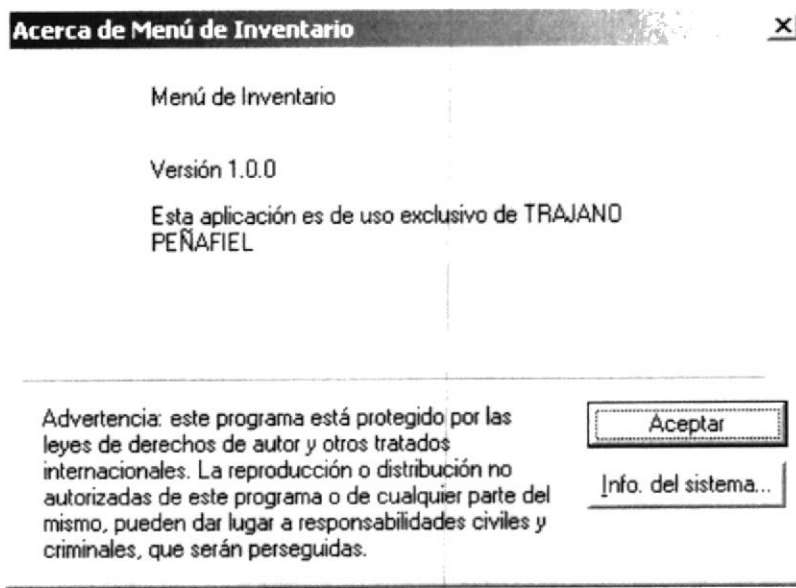 Acerca de Menú de Inventario
Menú de Inventario
Versión 1.0.0
Esta aplicación es de uso exclusivo de TRAJANO
PEÑAFIEL
Advertencia: este programa está protegido por las
leyes de derechos de autor y otros tratados
internacionales. La reproducción o distribución no
autorizadas de este programa o de cualquier parte del
mismo, pueden dar lugar a responsabilidades civiles y
criminales, que serán perseguidas.
Aceptar
Info. del sistema...